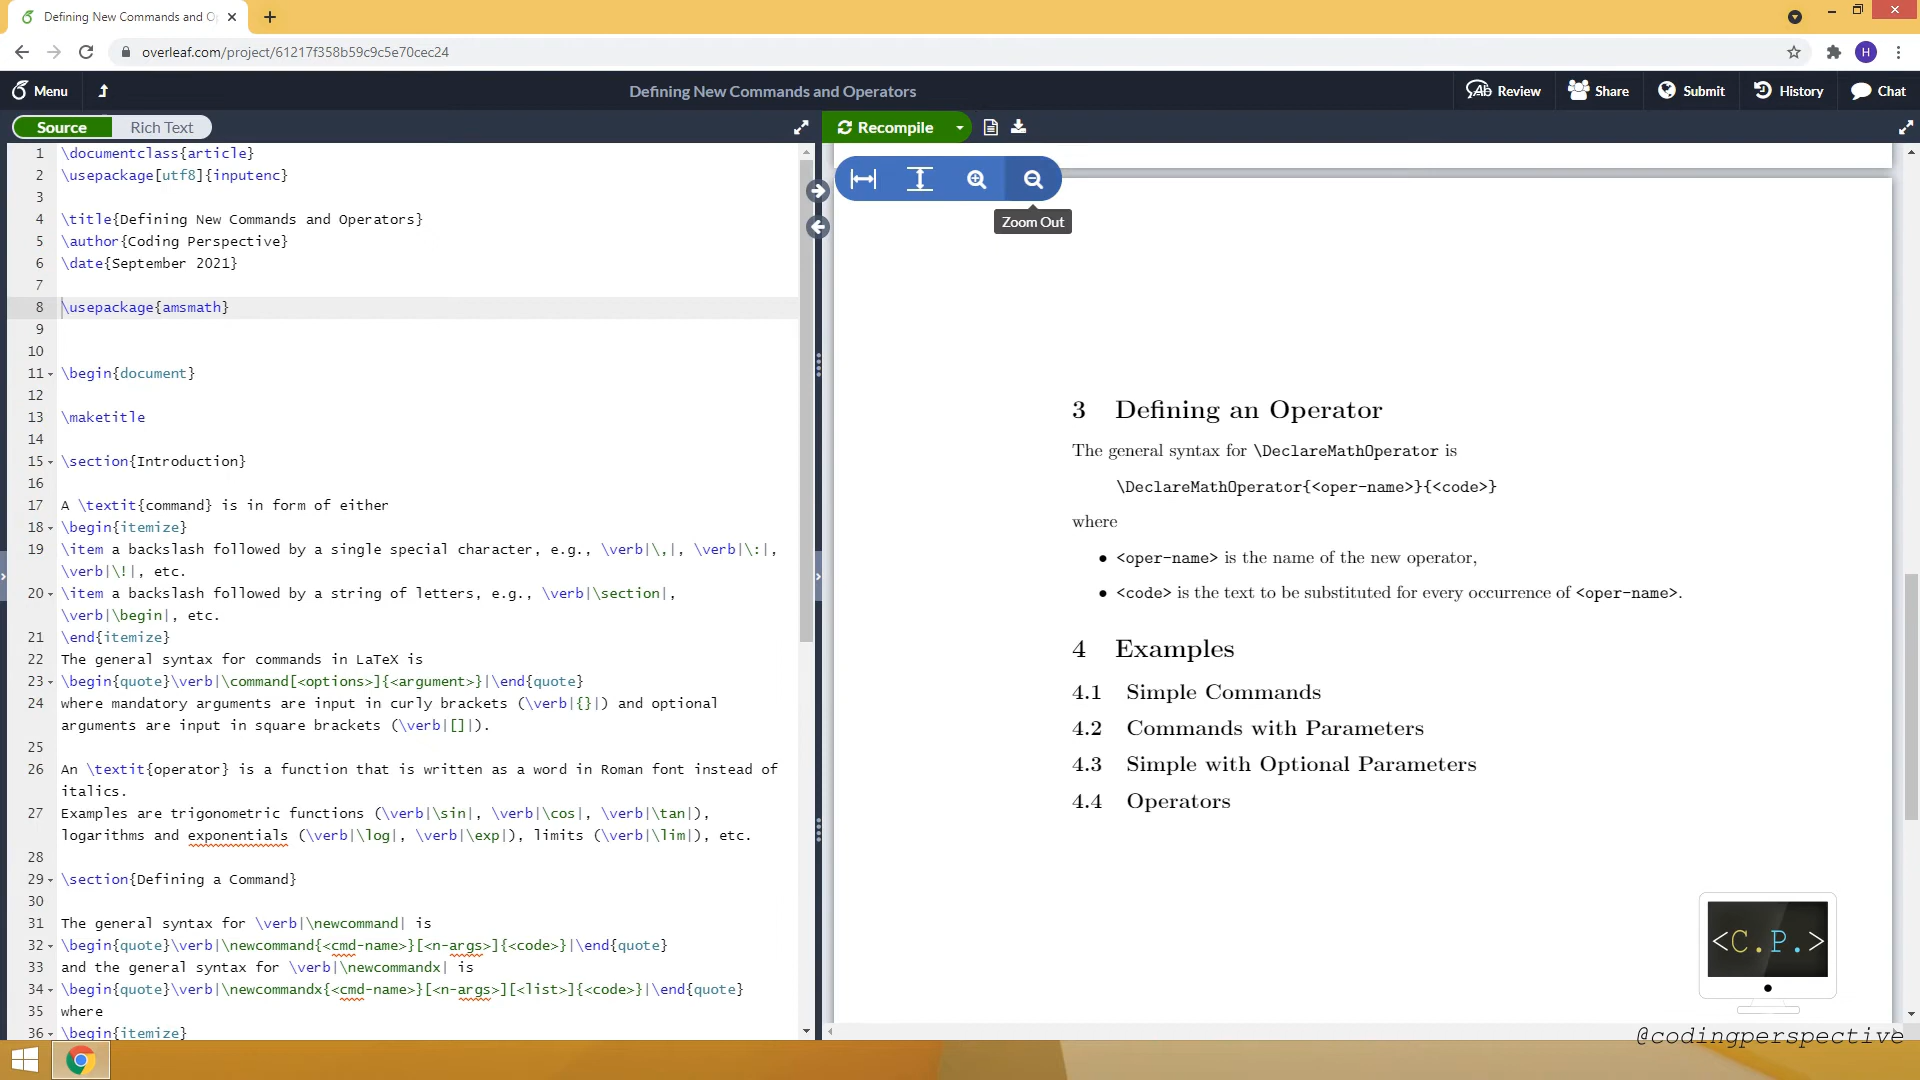 Defining New Commands and Op
overleaf.com/project/61217f358b59c9c5e70cec24
H
Menu
Defining New Commands and Operators
Review
Share
Submit
History
Chat
Source
Rich Text
Recompile
Zoom Out
1 \documentclass{article}
2 \usepackage[utf8]{inputenc}
3
4 \title{Defining New Commands and Operators}
5 \author{Coding Perspective}
6 \date{September 2021}
7
8 \usepackage{amsmath}
9
10
11 \begin{document}
12
13 \maketitle
14
15 \section{Introduction}
16
17 A \textit{command} is in form of either
18 \begin{itemize}
19 \item a backslash followed by a single special character, e.g., \verb|\,|, \verb|\:|,
\verb|\!|, etc.
20 \item a backslash followed by a string of letters, e.g., \verb|\section|,
\verb|\begin|, etc.
21 \end{itemize}
22 The general syntax for commands in LaTeX is
23 \begin{quote}\verb|\command[<options>]{<argument>}|\end{quote}
24 where mandatory arguments are input in curly brackets (\verb|{}|) and optional
arguments are input in square brackets (\verb|[]|).
25
26 An \textit{operator} is a function that is written as a word in Roman font instead of
italics.
27 Examples are trigonometric functions (\verb|\sin|, \verb|\cos|, \verb|\tan|),
logarithms and exponentials (\verb|\log|, \verb|\exp|), limits (\verb|\lim|), etc.
28
29 \section{Defining a Command}
30
31 The general syntax for \verb|\newcommand| is
32 \begin{quote}\verb|\newcommand{<cmd-name>}[<n-args>]{<code>}|\end{quote}
33 and the general syntax for \verb|\newcommandx| is
34 \begin{quote}\verb|\newcommandx{<cmd-name>}[<n-args>][<list>]{<code>}|\end{quote}
35 where
36 \begin{itemize}
3 Defining an Operator
The general syntax for \DeclareMathOperator is
\DeclareMathOperator{<oper-name>}{<code>}
where
• <oper-name> is the name of the new operator,
• <code> is the text to be substituted for every occurrence of <oper-name>.
4 Examples
4.1 Simple Commands
4.2 Commands with Parameters
4.3 Simple with Optional Parameters
4.4 Operators
<C.P.>
@codingperspective